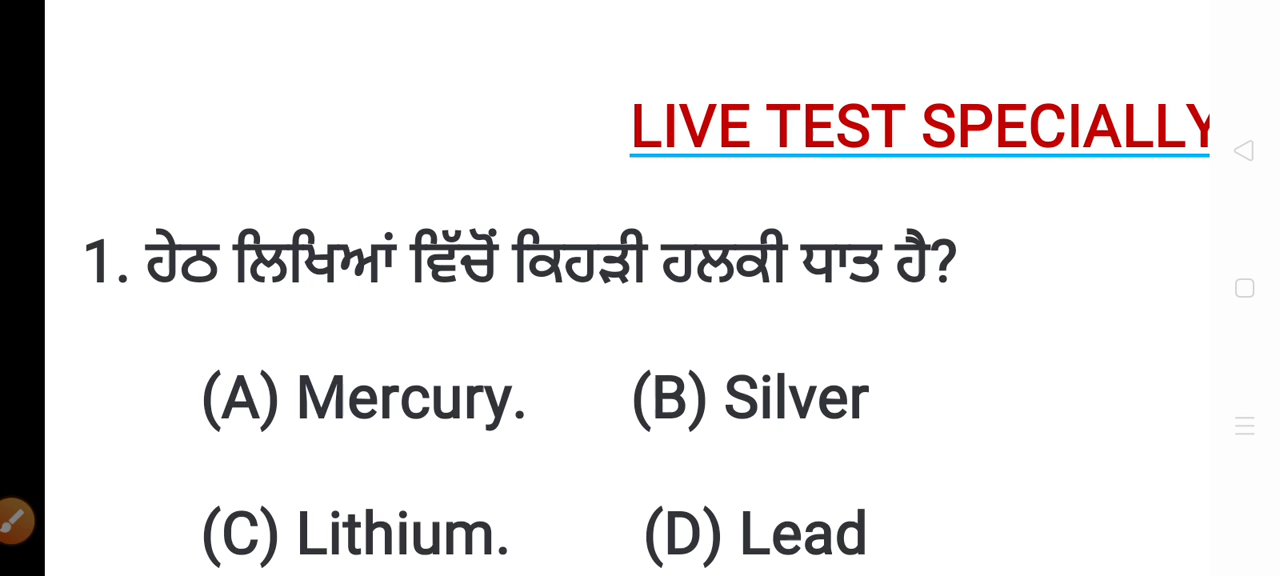 LIVE TEST SPECIALLY
1. ਹੇਠ ਲਿਖਿਆਂ ਵਿੱਚੋਂ ਕਿਹੜੀ ਹਲਕੀ ਧਾਤ ਹੈ?
(A) Mercury. (B) Silver
(C) Lithium. (D) Lead